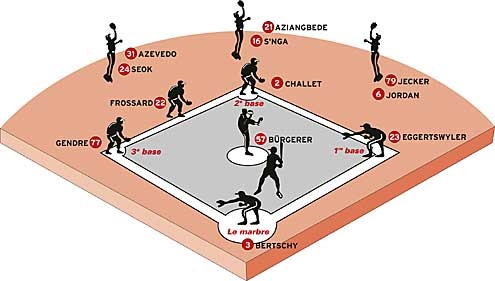 21 AZIANGBEDE
16 S'NGA
31 AZEVEDO
24 SEOK
79 JECKER
6 JORDAN
2 CHALLET
FROSSARD 22
2e base
GENDRE 77
57 BÜRGERER
23 EGGERTSWYLER
3e base
1re base
Le marbre
3 BERTSCHY